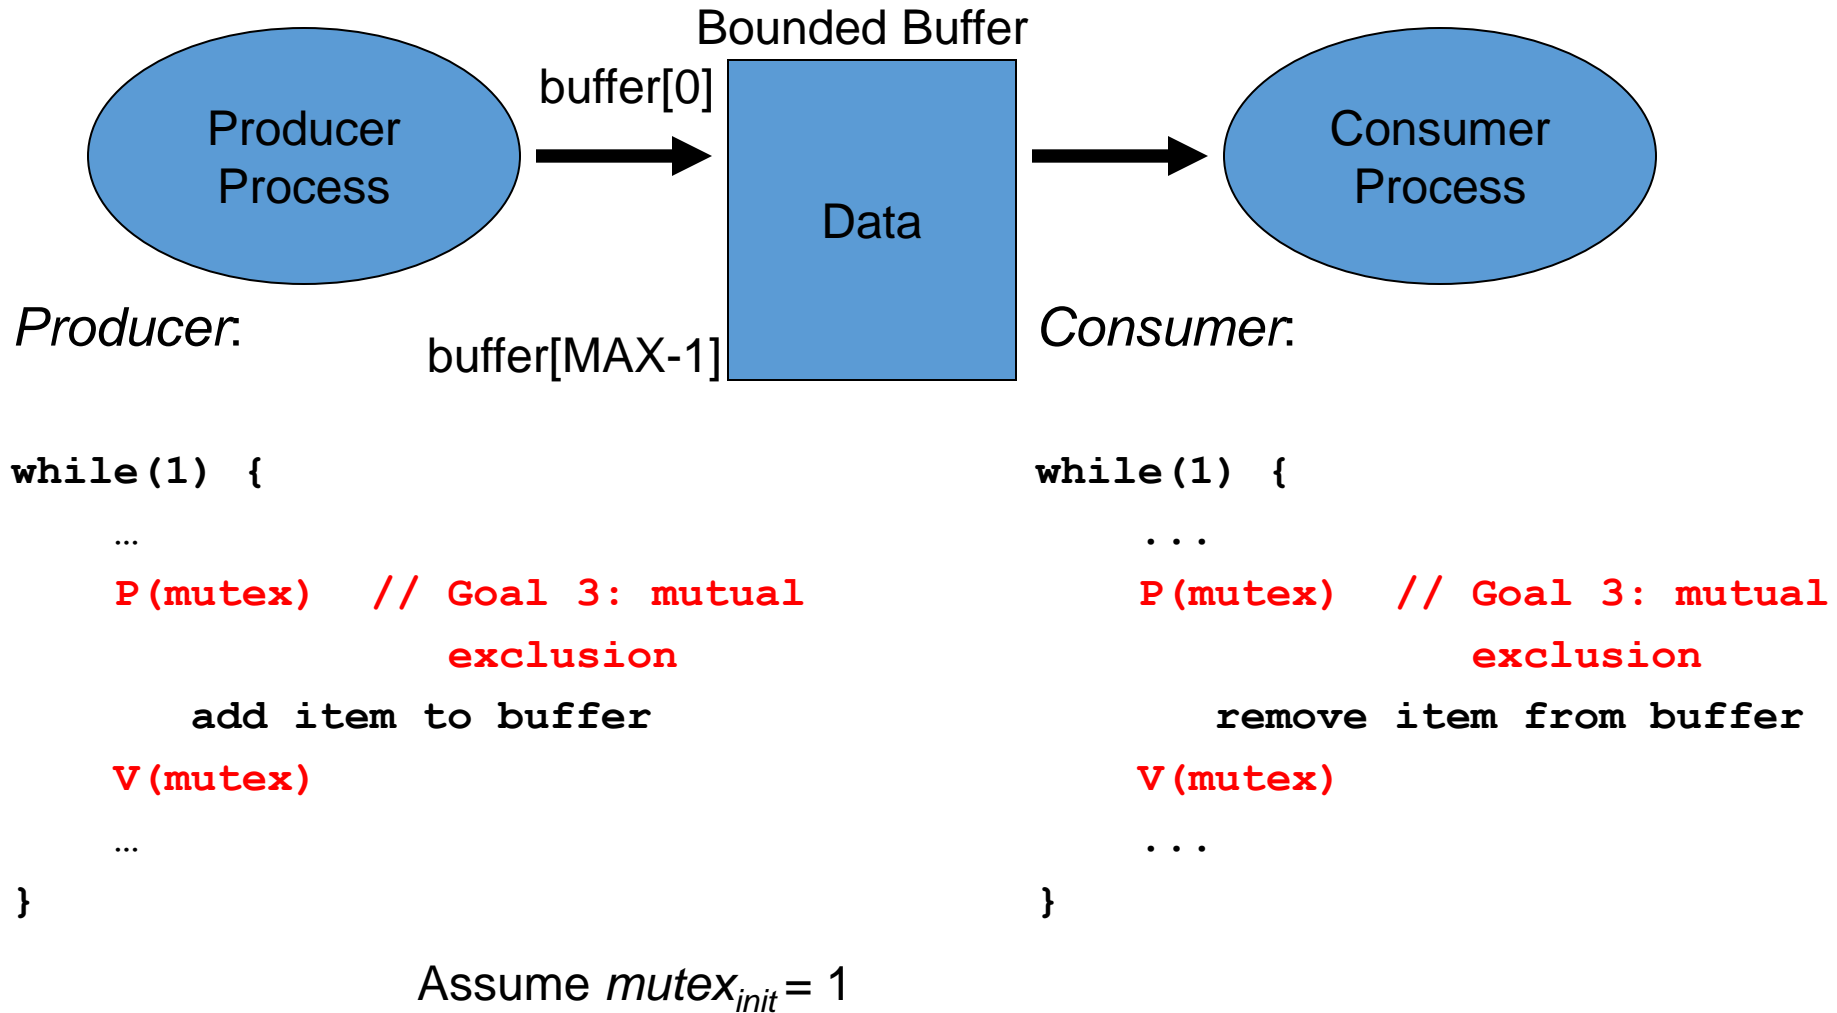 Bounded Buffer
buffer[0]
Producer
Process
Data
Consumer
Process
buffer[MAX-1]
Producer:
while(1) {
…
P(mutex) // Goal 3: mutual
exclusion
add item to buffer
V(mutex)
…
}
Consumer:
while(1) {
...
P(mutex) // Goal 3: mutual
exclusion
remove item from buffer
V(mutex)
...
}
Assume mutexinit = 1